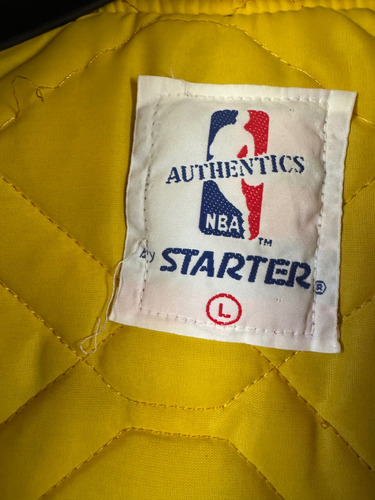 AUTHENTICS
NBA
TM
By STARTER®
L